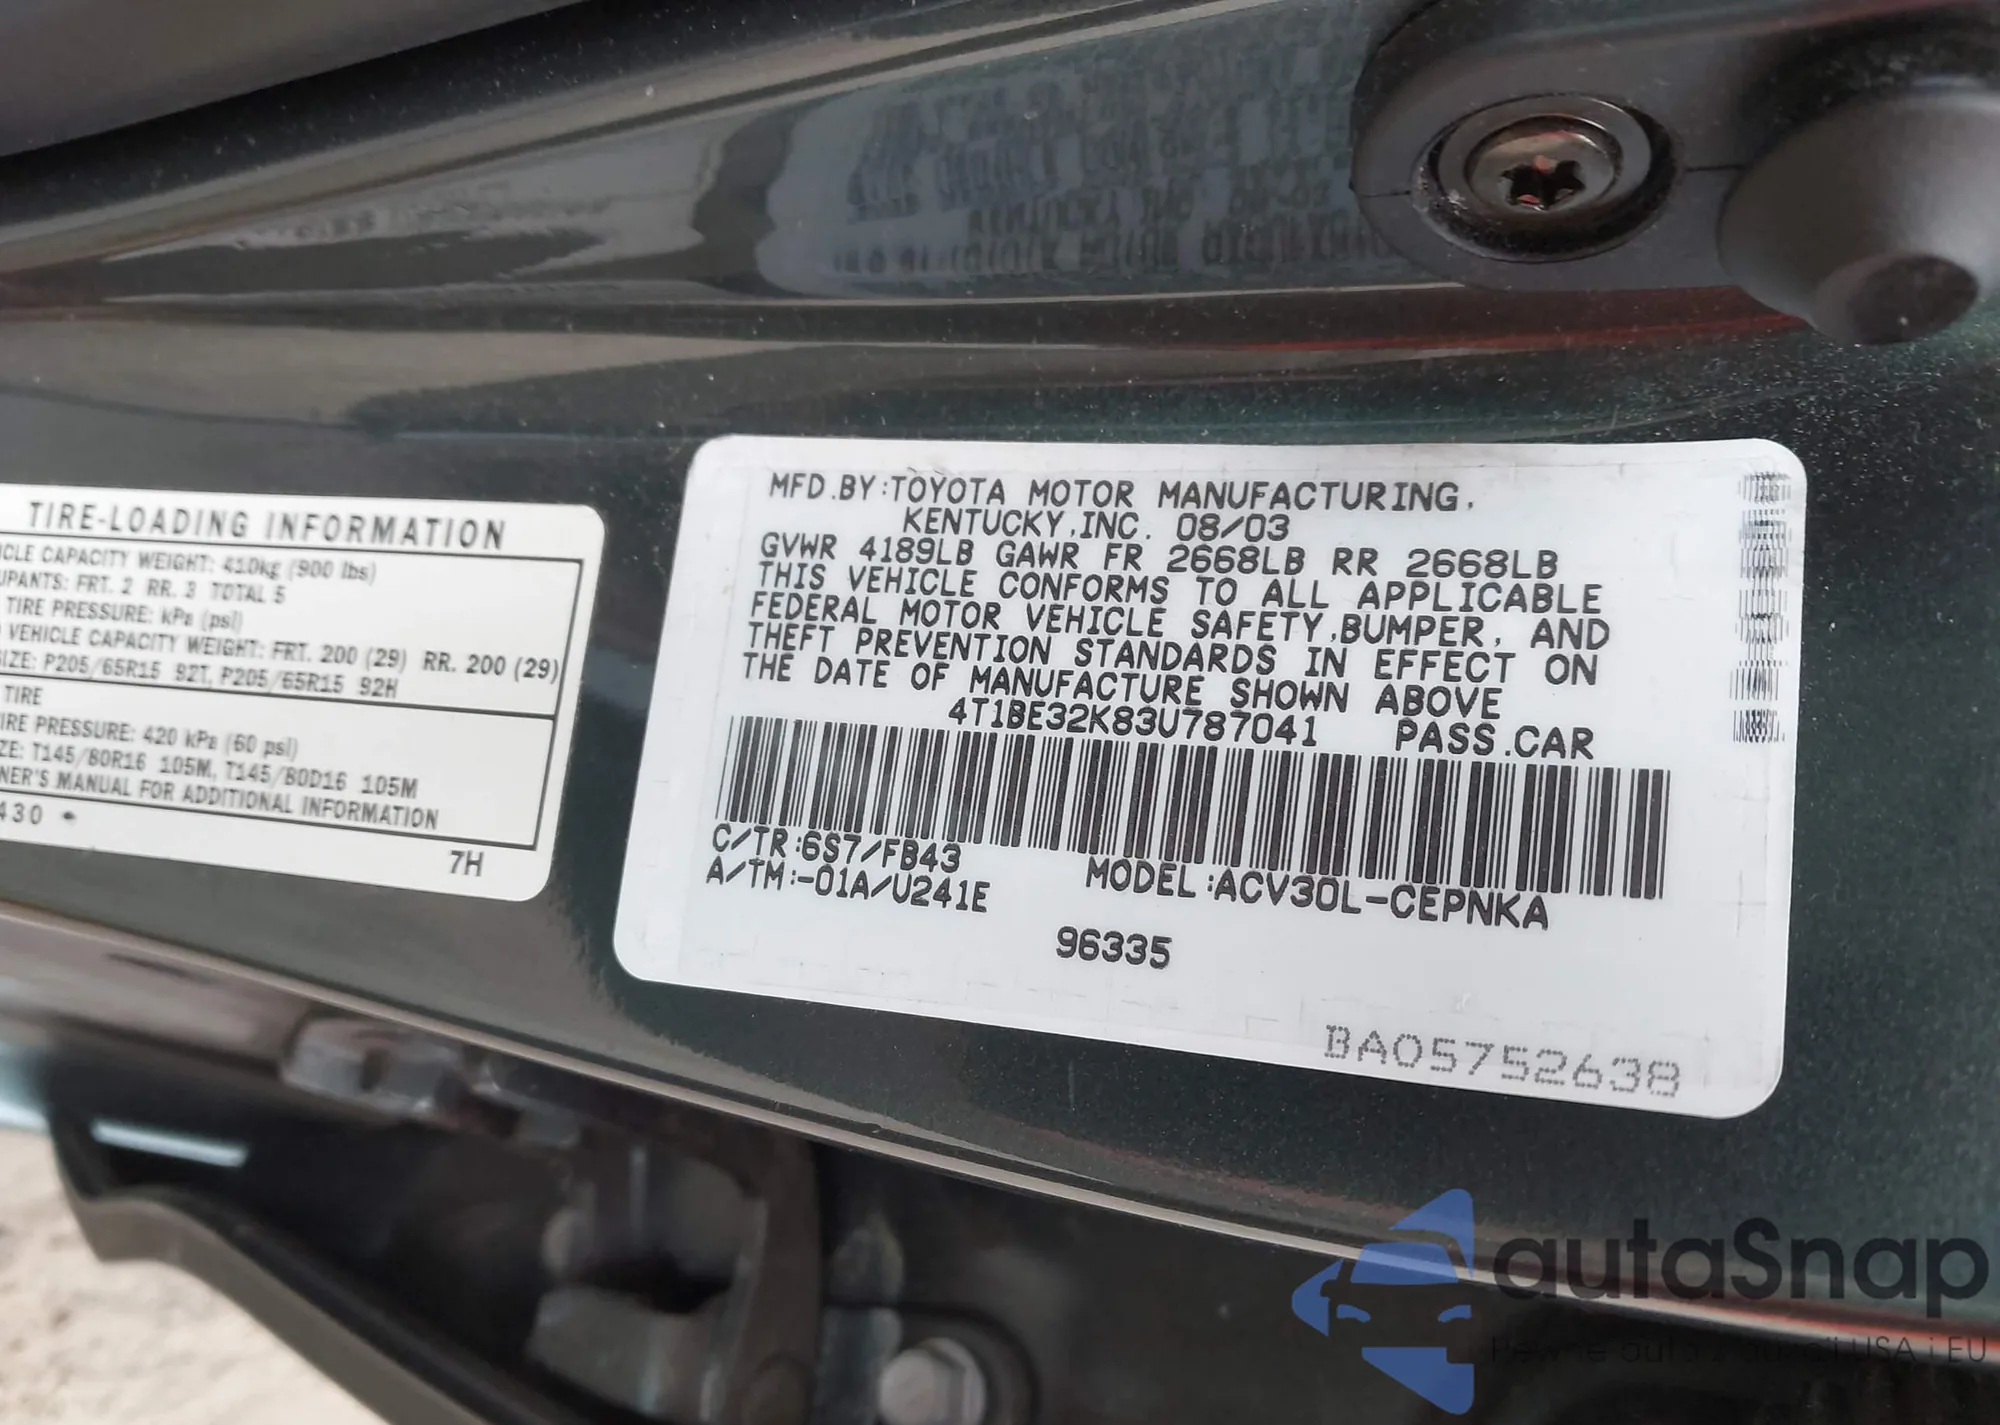 TIRE-LOADING INFORMATION
CLE CAPACITY WEIGHT: 410kg (900 lbs)
UPANTS: FRT. 2 RR. 3 TOTAL 5
TIRE PRESSURE: kPa (psi)
VEHICLE CAPACITY WEIGHT: FRT. 200 (29) RR. 200 (29)
SIZE: P205/65R15 92T, P205/65R15 92H
TIRE
IRE PRESSURE: 420 kPa (60 psi)
ZE: T145/80R16 105M, T145/80D16 105M
NER'S MANUAL FOR ADDITIONAL INFORMATION
430
7H
MFD.BY:TOYOTA MOTOR MANUFACTURING,
KENTUCKY,INC. 08/03
GVWR 4189LB GAWR FR 2668LB RR 2668LB
THIS VEHICLE CONFORMS TO ALL APPLICABLE
FEDERAL MOTOR VEHICLE SAFETY,BUMPER, AND
THEFT PREVENTION STANDARDS IN EFFECT ON
THE DATE OF MANUFACTURE SHOWN ABOVE
4T1BE32K83U787041 PASS.CAR
C/TR:6S7/FB43
A/TM:-01A/U241E MODEL:ACV30L-CEPNKA
96335
BA05752638
autaSnap
USA i EU